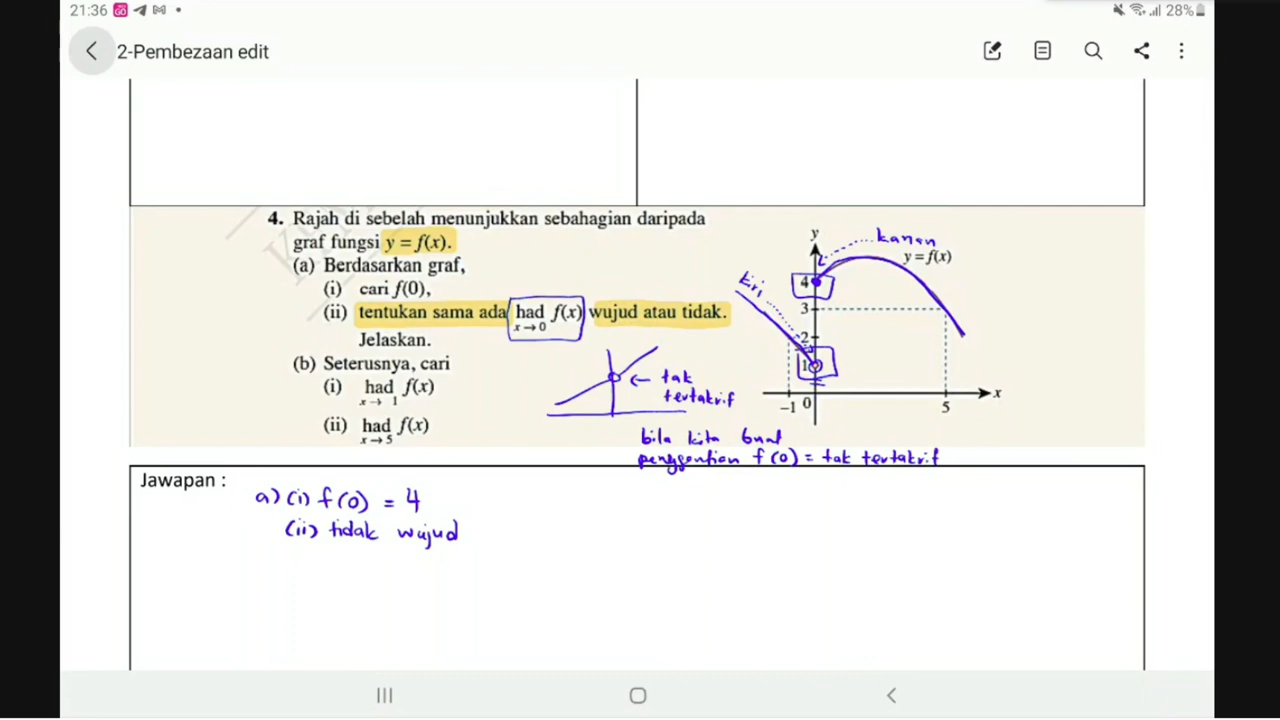 21:36 GO 28%
2-Pembezaan edit
4. Rajah di sebelah menunjukkan sebahagian daripada
graf fungsi y = f(x).
(a) Berdasarkan graf,
(i) cari f(0),
(ii) tentukan sama ada had f(x) wujud atau tidak.
x→0
Jelaskan.
(b) Seterusnya, cari
(i) had f(x)
x→ 1
(ii) had f(x)
x→5
tak
tertakrif
bila kita buat
penggantian f(0) = tak tertakrif
y
kanan
y = f(x)
kiri
4
3
2
1
-1 0 5 x
Jawapan :
a) (i) f(0) = 4
(ii) tidak wujud